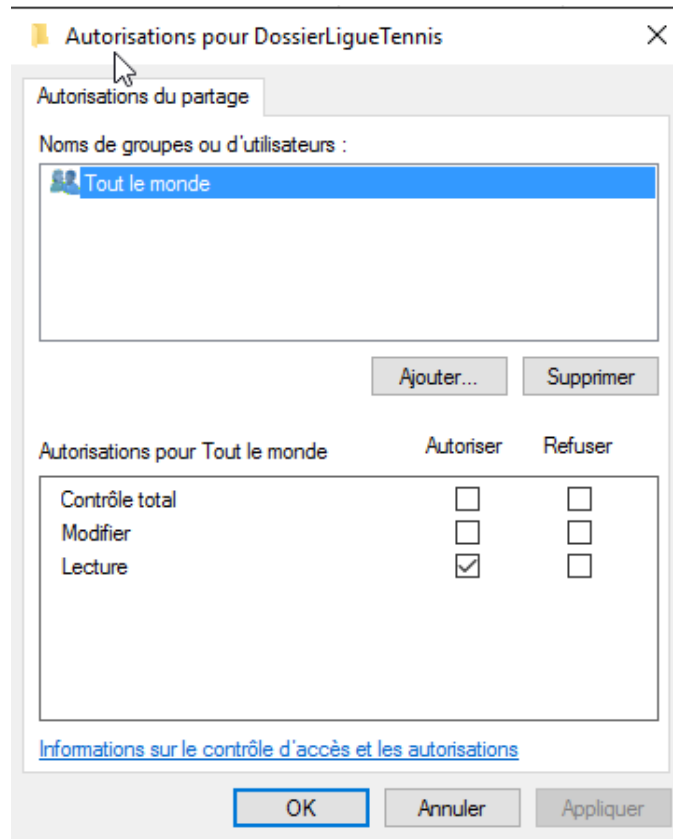 Autorisations pour DossierLigueTennis
Autorisations du partage
Noms de groupes ou d'utilisateurs :
Tout le monde
Ajouter... Supprimer
Autorisations pour Tout le monde Autoriser Refuser
Contrôle total
Modifier
Lecture
Informations sur le contrôle d'accès et les autorisations
OK Annuler Appliquer